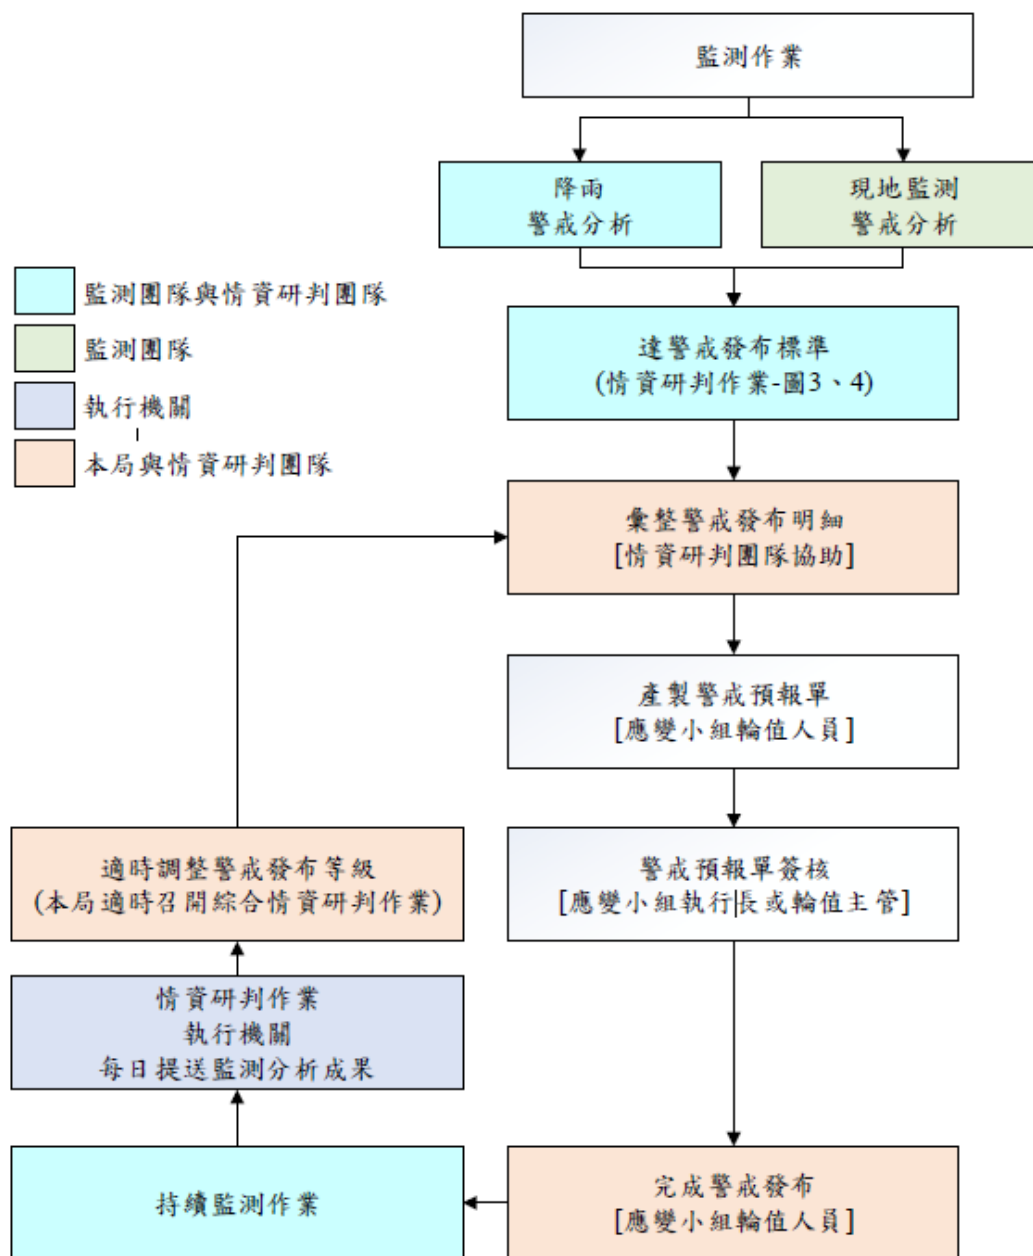 監測作業
降雨
警戒分析
現地監測
警戒分析
監測團隊與情資研判團隊
監測團隊
執行機關
本局與情資研判團隊
達警戒發布標準
(情資研判作業-圖3、4)
彙整警戒發布明細
[情資研判團隊協助]
產製警戒預報單
[應變小組輪值人員]
警戒預報單簽核
[應變小組執行長或輪值主管]
適時調整警戒發布等級
(本局適時召開綜合情資研判作業)
情資研判作業
執行機關
每日提送監測分析成果
持續監測作業
完成警戒發布
[應變小組輪值人員]